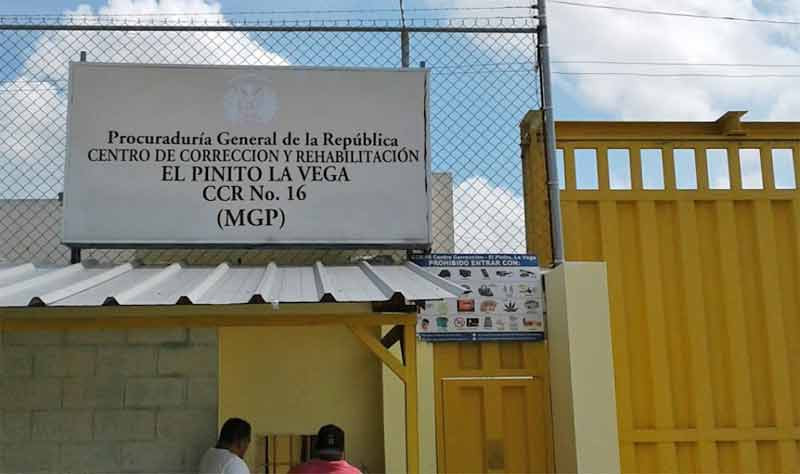 Procuraduría General de la República
CENTRO DE CORRECCION Y REHABILITACIÓN
EL PINITO LA VEGA
CCR No. 16
(MGP)
PROHIBIDO ENTRAR CON: